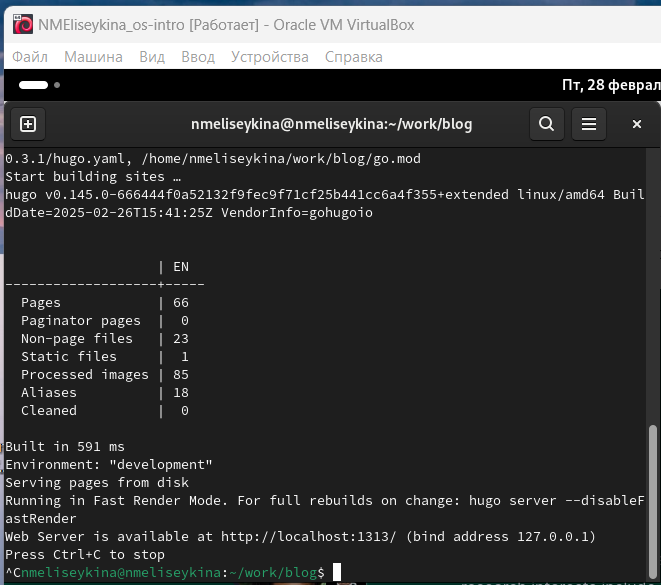 NMEliseykina_os-intro [Работает] - Oracle VM VirtualBox
Файл Машина Вид Ввод Устройства Справка
Пт, 28 феврал
nmeliseykina@nmeliseykina:~/work/blog
0.3.1/hugo.yaml, /home/nmeliseykina/work/blog/go.mod
Start building sites …
hugo v0.145.0-666444f0a52132f9fec9f71cf25b441cc6a4f355+extended linux/amd64 Buil
dDate=2025-02-26T15:41:25Z VendorInfo=gohugoio
                   | EN
-------------------+-----
  Pages            | 66
  Paginator pages  |  0
  Non-page files   | 23
  Static files     |  1
  Processed images | 85
  Aliases          | 18
  Cleaned          |  0
Built in 591 ms
Environment: "development"
Serving pages from disk
Running in Fast Render Mode. For full rebuilds on change: hugo server --disableF
astRender
Web Server is available at http://localhost:1313/ (bind address 127.0.0.1)
Press Ctrl+C to stop
^Cnmeliseykina@nmeliseykina:~/work/blog$